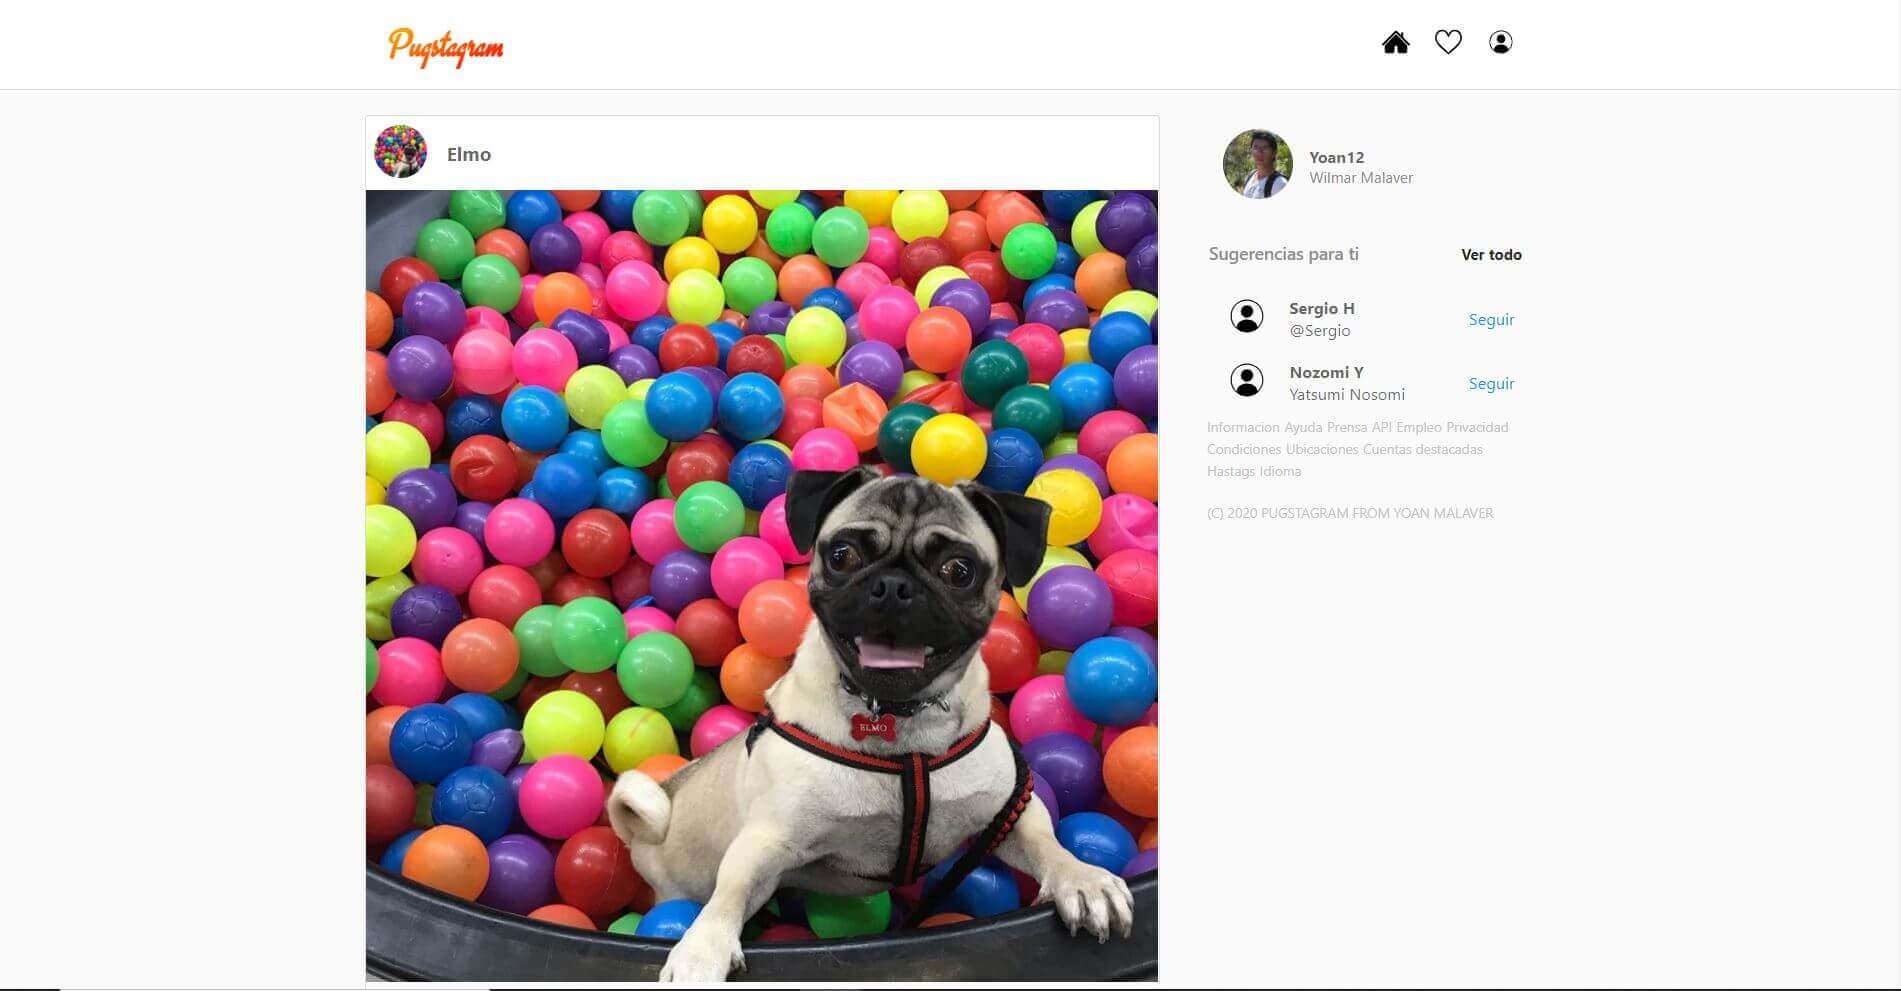 Pugstagram
Elmo
ELMO
Yoan12
Wilmar Malaver
Sugerencias para ti
Ver todo
Sergio H
@Sergio
Seguir
Nozomi Y
Yatsumi Nosomi
Seguir
Informacion Ayuda Prensa API Empleo Privacidad
Condiciones Ubicaciones Cuentas destacadas
Hastags Idioma
(C) 2020 PUGSTAGRAM FROM YOAN MALAVER